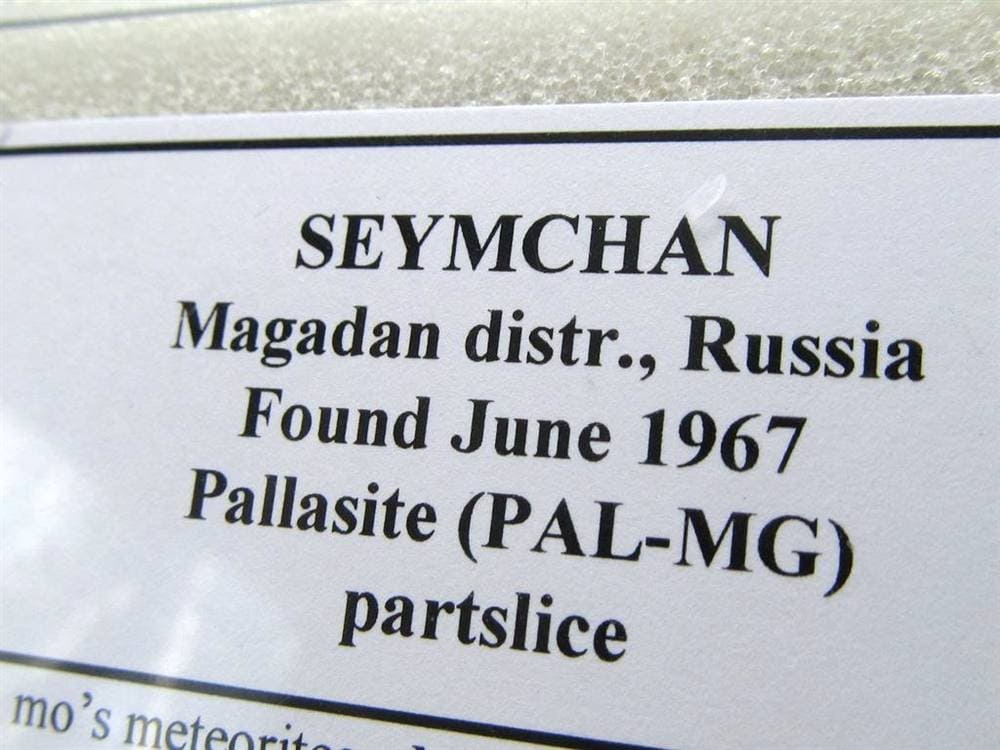 SEYMCHAN
Magadan distr., Russia
Found June 1967
Pallasite (PAL-MG)
partslice
mo's